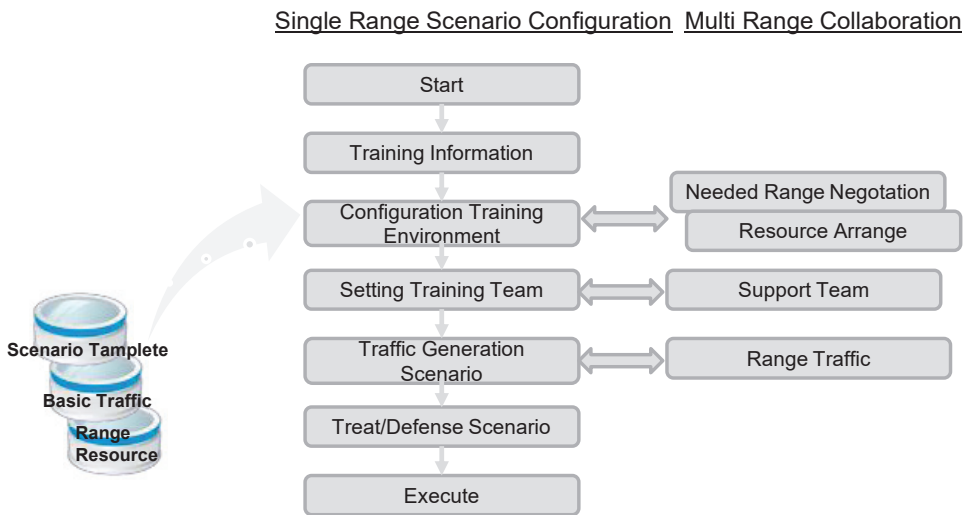 Single Range Scenario Configuration
Multi Range Collaboration
Start
Training Information
Configuration Training
Environment
Needed Range Negotation
Resource Arrange
Setting Training Team
Support Team
Traffic Generation
Scenario
Range Traffic
Treat/Defense Scenario
Execute
Scenario Tamplete
Basic Traffic
Range
Resource